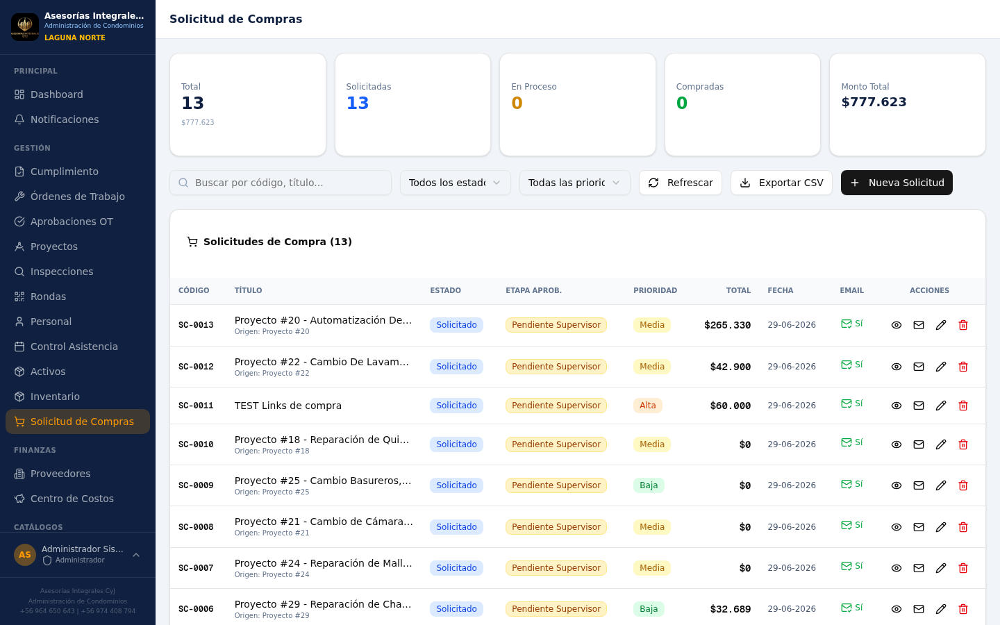 Asesorías Integrale...
Administración de Condominios
LAGUNA NORTE
PRINCIPAL
Dashboard
Notificaciones
GESTIÓN
Cumplimiento
Órdenes de Trabajo
Aprobaciones OT
Proyectos
Inspecciones
Rondas
Personal
Control Asistencia
Activos
Inventario
Solicitud de Compras
FINANZAS
Proveedores
Centro de Costos
CATÁLOGOS
AS
Administrador Sis...
Administrador
Asesorías Integrales CyJ
Administración de Condominios
+56 964 650 643 | +56 974 408 794
Solicitud de Compras
Total
13
$777.623
Solicitadas
13
En Proceso
0
Compradas
0
Monto Total
$777.623
Buscar por código, título... Todos los estado Todas las priorid Refrescar Exportar CSV Nueva Solicitud
Solicitudes de Compra (13)
CÓDIGO TÍTULO ESTADO ETAPA APROB. PRIORIDAD TOTAL FECHA EMAIL ACCIONES
SC-0013 Proyecto #20 - Automatización De... Solicitado Pendiente Supervisor Media $265.330 29-06-2026 Sí
Origen: Proyecto #20
SC-0012 Proyecto #22 - Cambio De Lavam... Solicitado Pendiente Supervisor Media $42.900 29-06-2026 Sí
Origen: Proyecto #22
SC-0011 TEST Links de compra Solicitado Pendiente Supervisor Alta $60.000 29-06-2026 Sí
SC-0010 Proyecto #18 - Reparación de Qui... Solicitado Pendiente Supervisor Media $0 29-06-2026 Sí
Origen: Proyecto #18
SC-0009 Proyecto #25 - Cambio Basureros,... Solicitado Pendiente Supervisor Baja $0 29-06-2026 Sí
Origen: Proyecto #25
SC-0008 Proyecto #21 - Cambio de Cámara... Solicitado Pendiente Supervisor Media $0 29-06-2026 Sí
Origen: Proyecto #21
SC-0007 Proyecto #24 - Reparación de Mall... Solicitado Pendiente Supervisor Media $0 29-06-2026 Sí
Origen: Proyecto #24
SC-0006 Proyecto #29 - Reparación de Cha... Solicitado Pendiente Supervisor Baja $32.689 29-06-2026 Sí
Origen: Proyecto #29